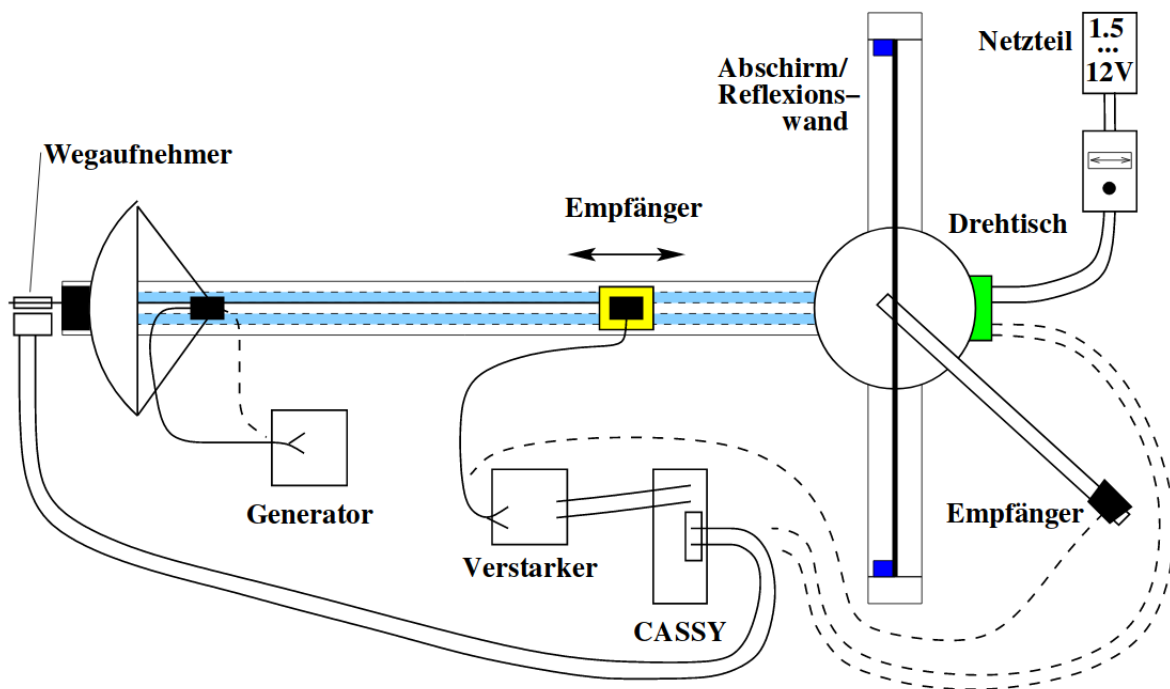 Netzteil
1.5
...
12V
Abschirm/
Reflexions-
wand
Wegaufnehmer
Empfänger
Drehtisch
Generator
Verstarker
Empfänger
CASSY